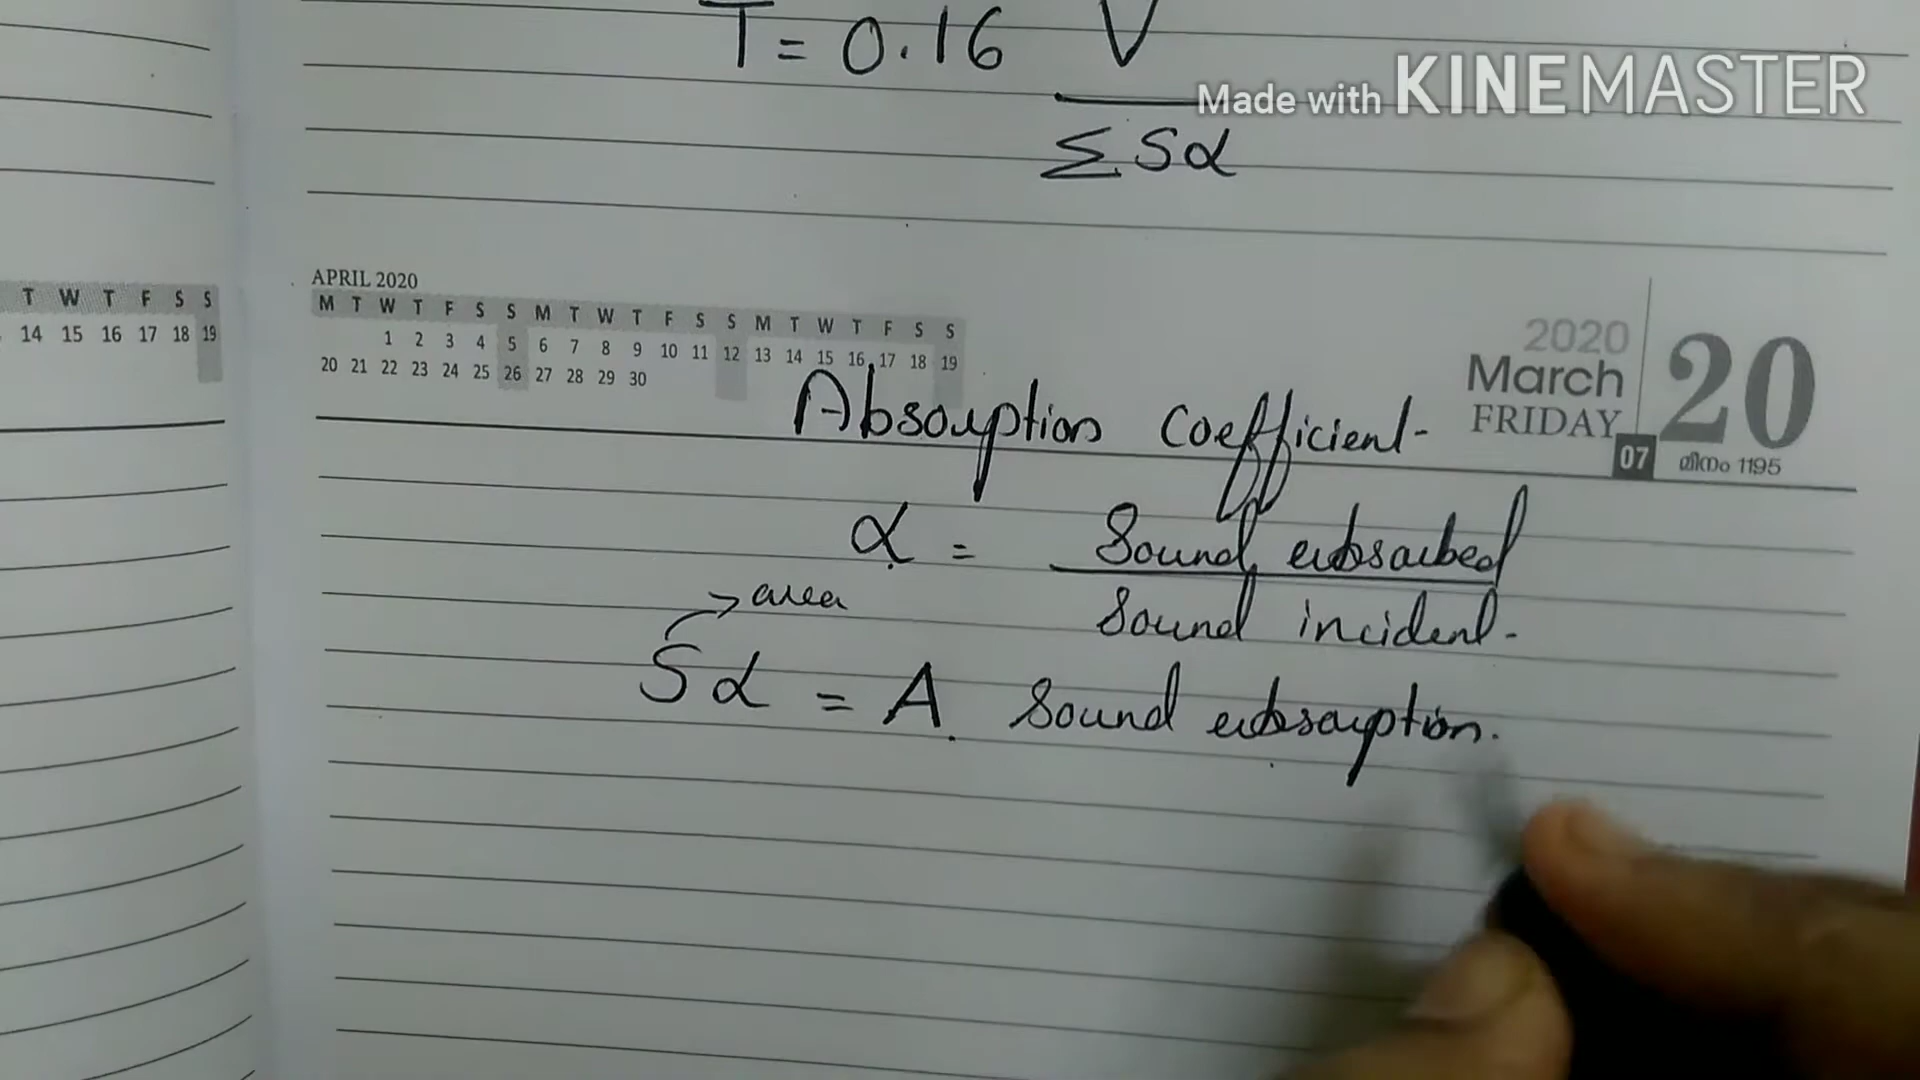 T = 0.16 V
Made with KINEMASTER
Σ Sα
APRIL 2020
T W T F S S
14 15 16 17 18 19
M T W T F S S M T W T F S S M T W T F S S
1 2 3 4 5 6 7 8 9 10 11 12 13 14 15 16 17 18 19
20 21 22 23 24 25 26 27 28 29 30
2020
March
FRIDAY
20
07
മീനം 1195
Absorption coefficient-
α = Sound absorbed
Sound incident-
→ area
Sα = A. Sound absorption.